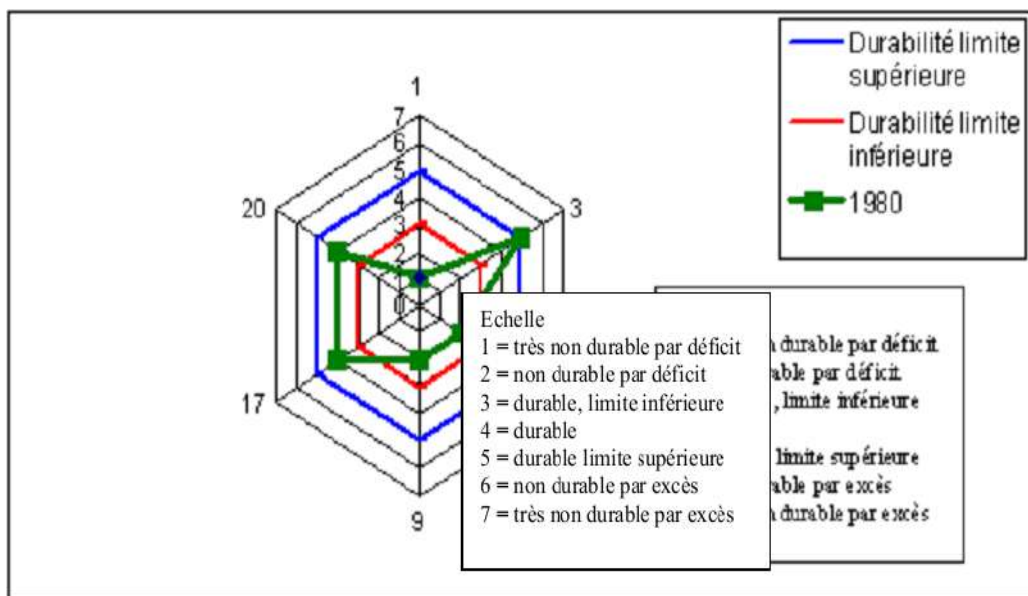 Durabilité limite
supérieure
Durabilité limite
inférieure
1980
1
7
6
5
4
3
2
0
20
3
17
9
Echelle
1 = très non durable par déficit
2 = non durable par déficit
3 = durable, limite inférieure
4 = durable
5 = durable limite supérieure
6 = non durable par excès
7 = très non durable par excès
durable par déficit
par déficit
, limite inférieure
limite supérieure
par excès
durable par excès